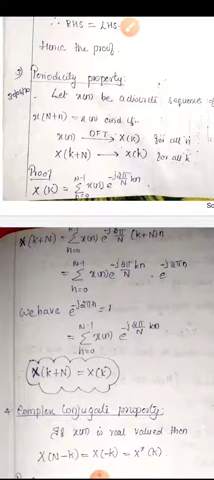 ∴ RHS = LHS.
Hence the proof.
3) Periodicity property:-
Let x(n) be a discrete sequence of
x(N+n) = x(n) and if
x(n) DFT→ X(k) for all n
X(k+N) → X(k) for all k
Proof
X(k) = Σ_{n=0}^{N-1} x(n) e^{-j2π/N kn}
X(k+N) = Σ_{n=0}^{N-1} x(n) e^{-j2π/N (k+N)n}
= Σ_{n=0}^{N-1} x(n) e^{-j2π/N kn} . e^{-j2πn}
we have e^{-j2πn} = 1
= Σ_{n=0}^{N-1} x(n) e^{-j2π/N kn}
X(k+N) = X(k)
4 Complex Conjugate property:
If x(n) is real valued then
X(N-k) = X(-k) = X*(k).